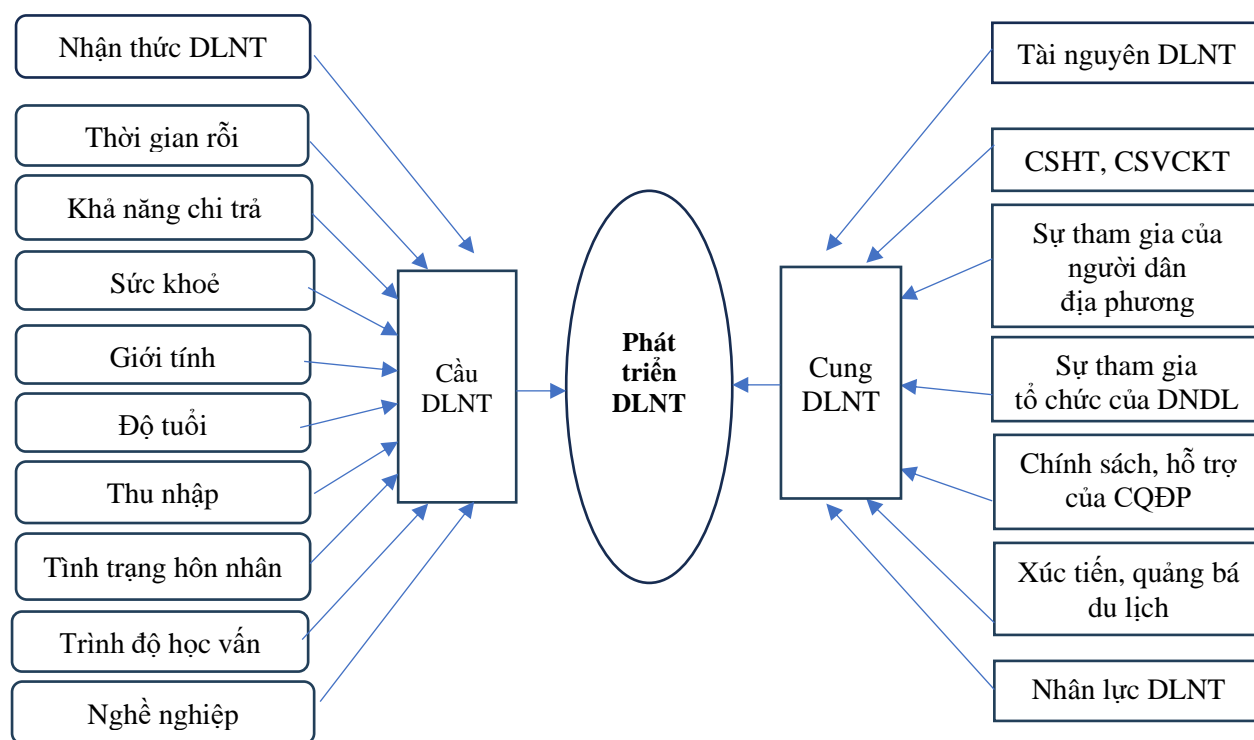 Nhận thức DLNT
Thời gian rỗi
Khả năng chi trả
Sức khoẻ
Giới tính
Độ tuổi
Thu nhập
Tình trạng hôn nhân
Trình độ học vấn
Nghề nghiệp
Cầu
DLNT
Phát
triển
DLNT
Cung
DLNT
Tài nguyên DLNT
CSHT, CSVCKT
Sự tham gia của
người dân
địa phương
Sự tham gia
tổ chức của DNDL
Chính sách, hỗ trợ
của CQĐP
Xúc tiến, quảng bá
du lịch
Nhân lực DLNT